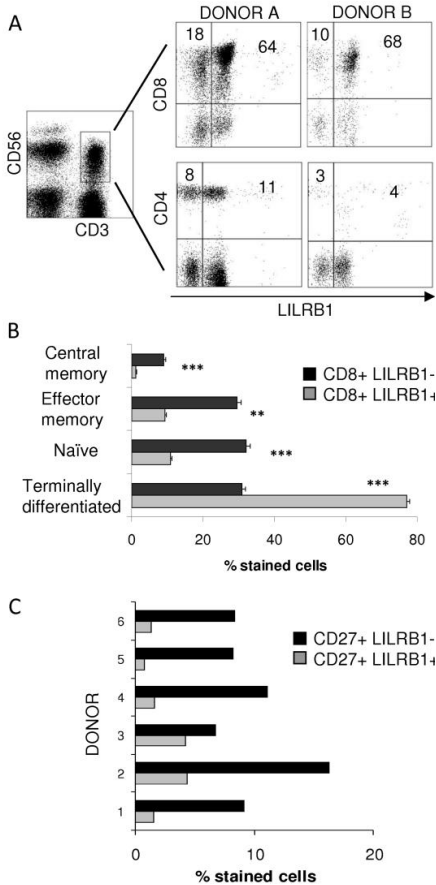 A
DONOR A DONOR B
18 64 10 68
CD8
CD56
CD3
8 11 3 4
CD4
LILRB1
B
Central memory
Effector memory
Naïve
Terminally differentiated
***
**
***
***
CD8+ LILRB1-
CD8+ LILRB1+
0 20 40 60 80
% stained cells
C
DONOR
6
5
4
3
2
1
CD27+ LILRB1-
CD27+ LILRB1+
0 10 20
% stained cells